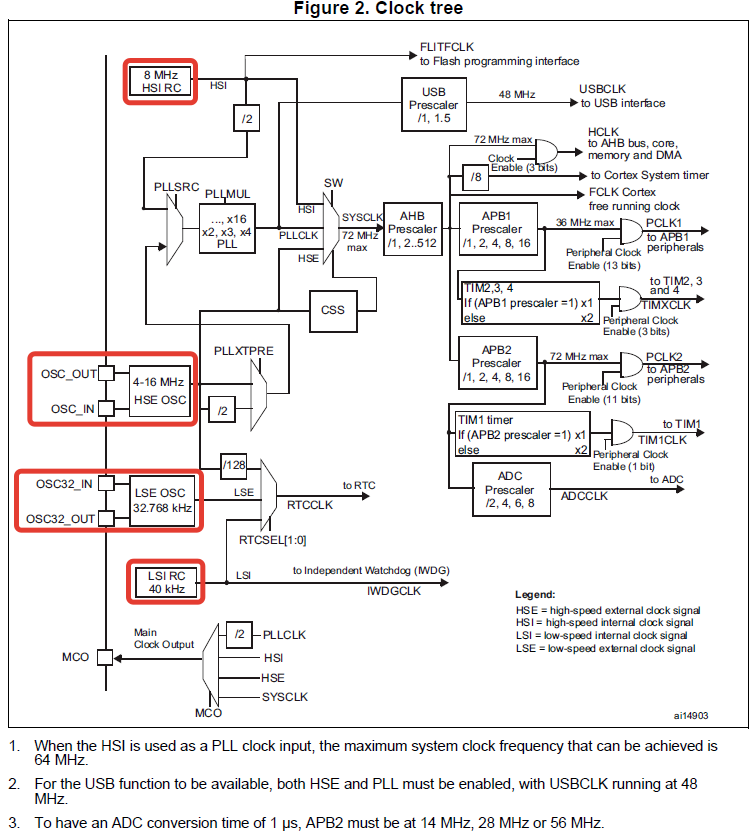 Figure 2. Clock tree
FLITFCLK
to Flash programming interface
8 MHz
HSI RC
HSI
USB
Prescaler
/1, 1.5
48 MHz
USBCLK
to USB interface
/2
72 MHz max
HCLK
to AHB bus, core,
memory and DMA
Clock
Enable (3 bits)
/8
to Cortex System timer
FCLK Cortex
free running clock
PLLSRC
PLLMUL
..., x16
x2, x3, x4
PLL
SW
HSI
PLLCLK
HSE
SYSCLK
72 MHz
max
AHB
Prescaler
/1, 2..512
APB1
Prescaler
/1, 2, 4, 8, 16
36 MHz max
PCLK1
to APB1
peripherals
Peripheral Clock
Enable (13 bits)
TIM2,3, 4
If (APB1 prescaler =1) x1
else
x2
to TIM2, 3
and 4
TIMXCLK
Peripheral Clock
Enable (3 bits)
CSS
PLLXTPRE
OSC_OUT
OSC_IN
4-16 MHz
HSE OSC
/2
APB2
Prescaler
/1, 2, 4, 8, 16
72 MHz max
PCLK2
to APB2
peripherals
Peripheral Clock
Enable (11 bits)
TIM1 timer
If (APB2 prescaler =1) x1
else
x2
to TIM1
TIM1CLK
Peripheral Clock
Enable (1 bit)
/128
OSC32_IN
OSC32_OUT
LSE OSC
32.768 kHz
LSE
to RTC
RTCCLK
RTCSEL[1:0]
ADC
Prescaler
/2, 4, 6, 8
to ADC
ADCCLK
LSI RC
40 kHz
LSI
to Independent Watchdog (IWDG)
IWDGCLK
Legend:
HSE = high-speed external clock signal
HSI = high-speed internal clock signal
LSI = low-speed internal clock signal
LSE = low-speed external clock signal
Main
Clock Output
MCO
/2
PLLCLK
HSI
HSE
SYSCLK
MCO
ai14903
1. When the HSI is used as a PLL clock input, the maximum system clock frequency that can be achieved is
64 MHz.
2. For the USB function to be available, both HSE and PLL must be enabled, with USBCLK running at 48
MHz.
3. To have an ADC conversion time of 1 µs, APB2 must be at 14 MHz, 28 MHz or 56 MHz.